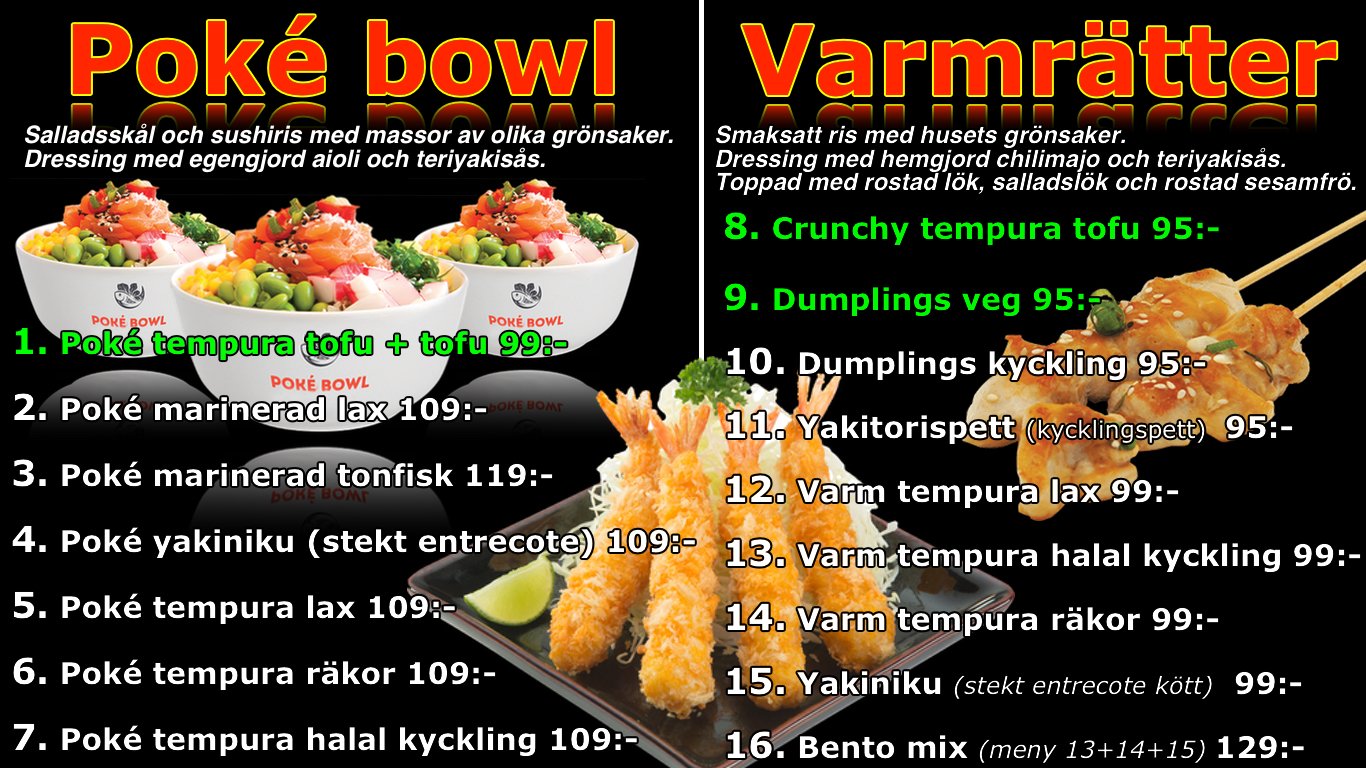 Poké bowl
Salladsskål och sushiris med massor av olika grönsaker.
Dressing med egengjord aioli och teriyakisås.
POKÉ BOWL
POKÉ BOWL
POKÉ BOWL
1. Poké tempura tofu + tofu 99:-
2. Poké marinerad lax 109:-
3. Poké marinerad tonfisk 119:-
4. Poké yakiniku (stekt entrecote) 109:-
5. Poké tempura lax 109:-
6. Poké tempura räkor 109:-
7. Poké tempura halal kyckling 109:-
Varmrätter
Smaksatt ris med husets grönsaker.
Dressing med hemgjord chilimajo och teriyakisås.
Toppad med rostad lök, salladslök och rostad sesamfrö.
8. Crunchy tempura tofu 95:-
9. Dumplings veg 95:-
10. Dumplings kyckling 95:-
11. Yakitorispett (kycklingspett) 95:-
12. Varm tempura lax 99:-
13. Varm tempura halal kyckling 99:-
14. Varm tempura räkor 99:-
15. Yakiniku (stekt entrecote kött) 99:-
16. Bento mix (meny 13+14+15) 129:-